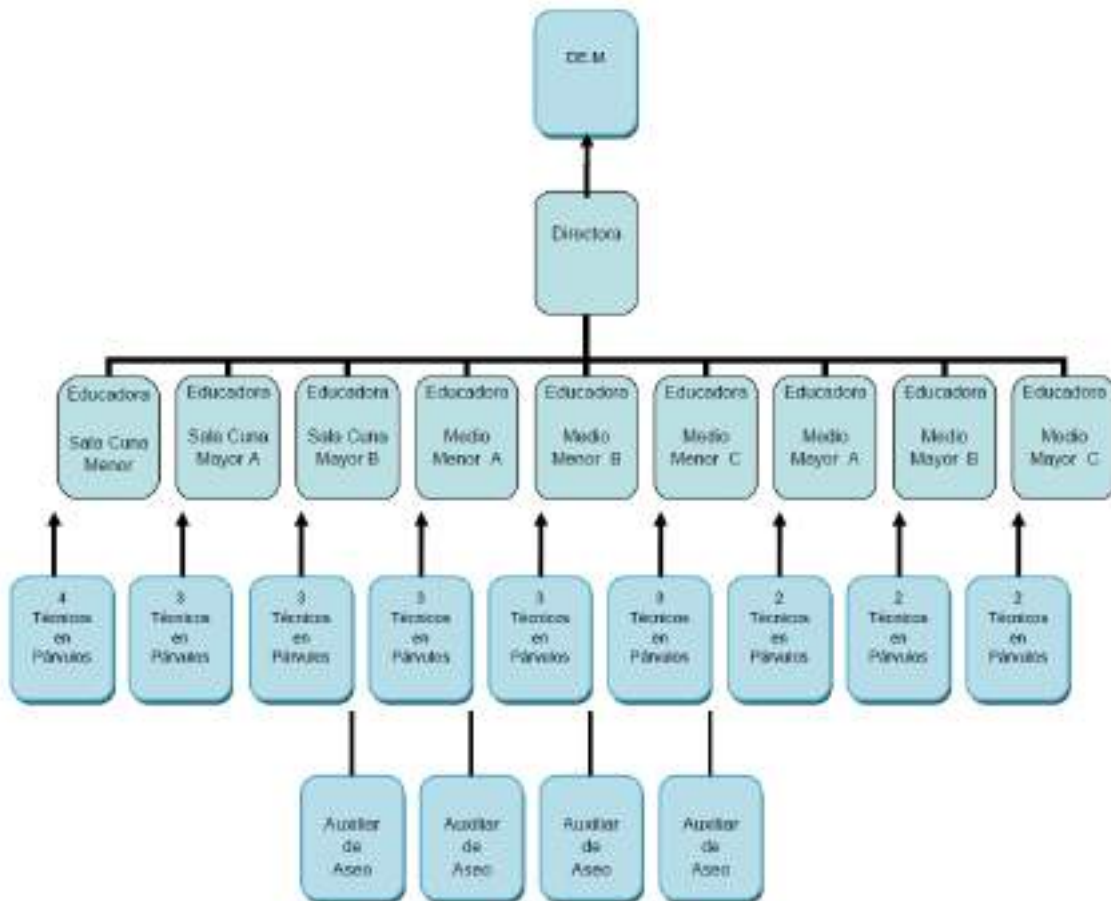 DE.M
Directora
Educadora
Sala Cuna
Menor
Educadora
Sala Cuna
Mayor A
Educadora
Sala Cuna
Mayor B
Educadora
Medio
Menor A
Educadora
Medio
Menor B
Educadora
Medio
Menor C
Educadora
Medio
Mayor A
Educadora
Medio
Mayor B
Educadora
Medio
Mayor C
4
Técnicos
en
Párvulos
3
Técnicos
en
Párvulos
3
Técnicos
en
Párvulos
3
Técnicos
en
Párvulos
3
Técnicos
en
Párvulos
3
Técnicos
en
Párvulos
2
Técnicos
en
Párvulos
2
Técnicos
en
Párvulos
2
Técnicos
en
Párvulos
Auxiliar
de
Aseo
Auxiliar
de
Aseo
Auxiliar
de
Aseo
Auxiliar
de
Aseo